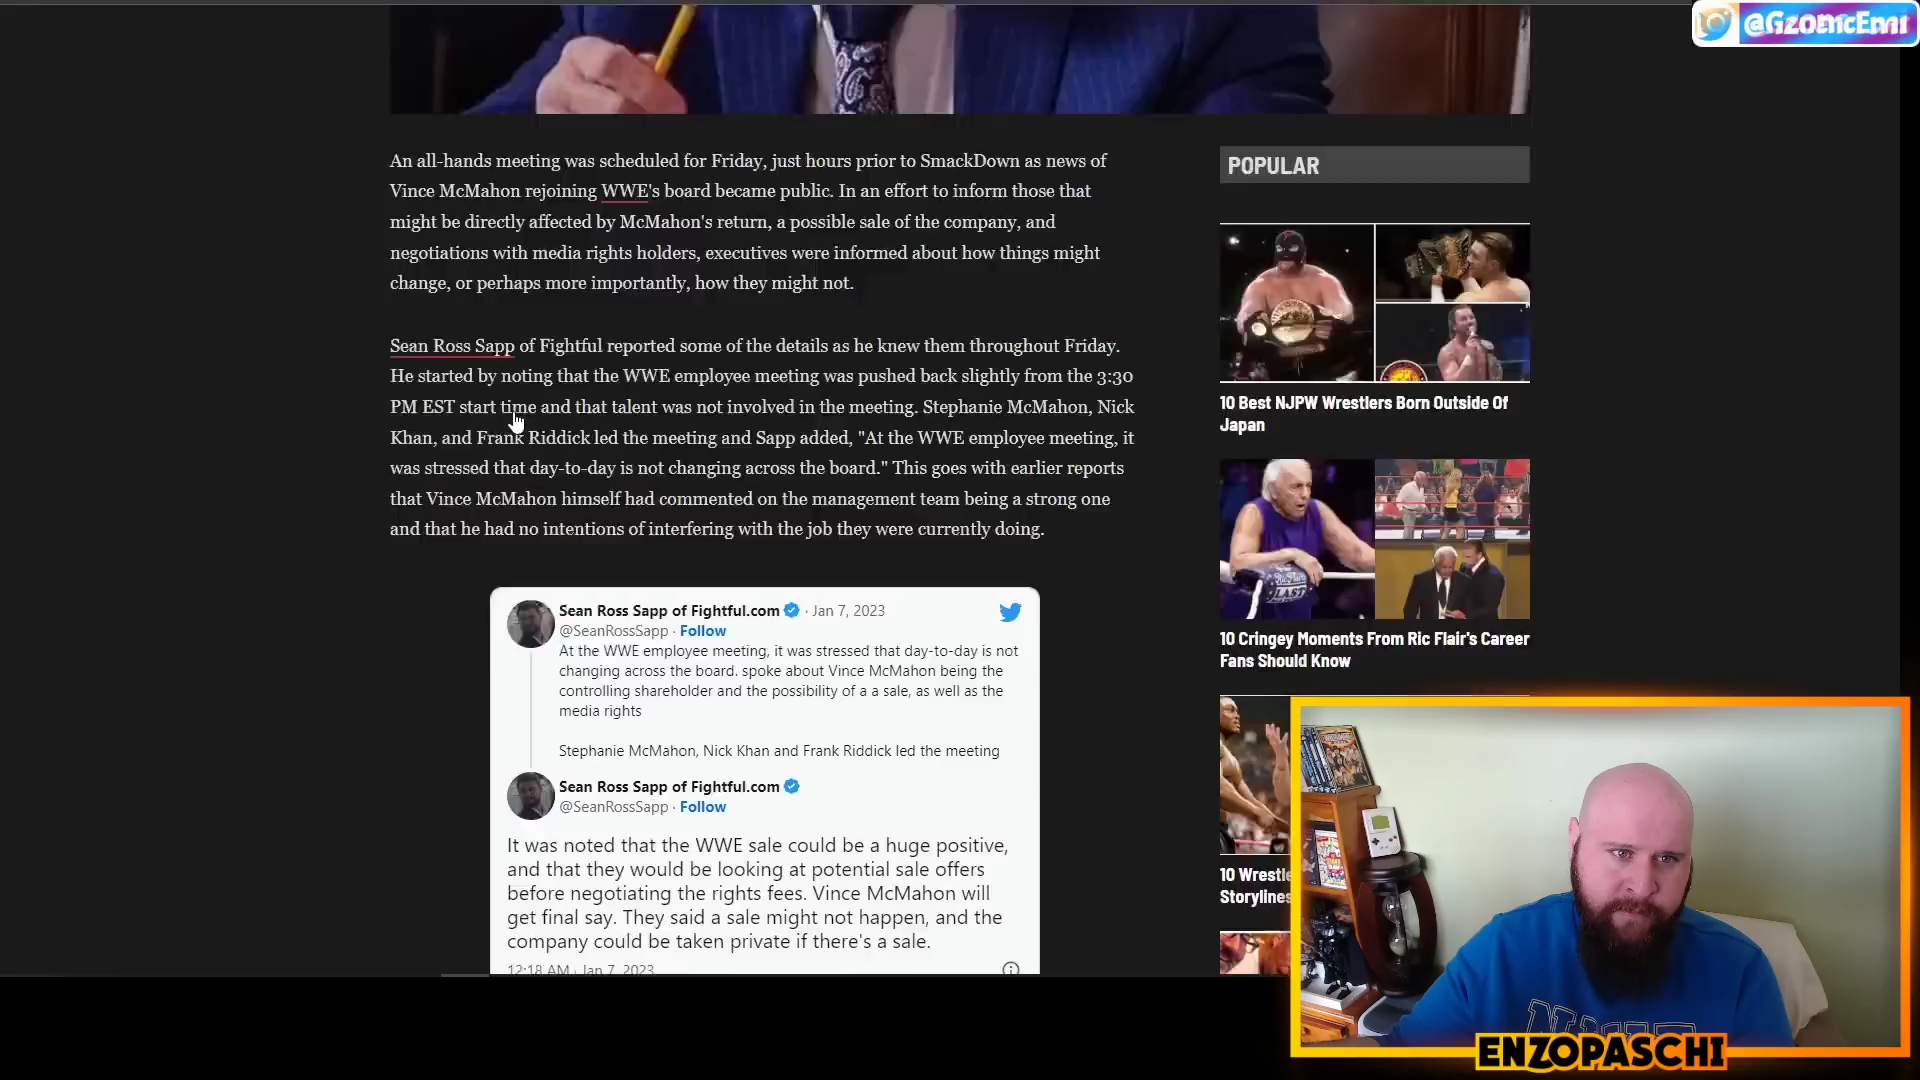 @GzoencEmi
An all-hands meeting was scheduled for Friday, just hours prior to SmackDown as news of
Vince McMahon rejoining WWE's board became public. In an effort to inform those that
might be directly affected by McMahon's return, a possible sale of the company, and
negotiations with media rights holders, executives were informed about how things might
change, or perhaps more importantly, how they might not.
Sean Ross Sapp of Fightful reported some of the details as he knew them throughout Friday.
He started by noting that the WWE employee meeting was pushed back slightly from the 3:30
PM EST start time and that talent was not involved in the meeting. Stephanie McMahon, Nick
Khan, and Frank Riddick led the meeting and Sapp added, "At the WWE employee meeting, it
was stressed that day-to-day is not changing across the board." This goes with earlier reports
that Vince McMahon himself had commented on the management team being a strong one
and that he had no intentions of interfering with the job they were currently doing.
Sean Ross Sapp of Fightful.com · Jan 7, 2023
@SeanRossSapp · Follow
At the WWE employee meeting, it was stressed that day-to-day is not
changing across the board. spoke about Vince McMahon being the
controlling shareholder and the possibility of a a sale, as well as the
media rights
Stephanie McMahon, Nick Khan and Frank Riddick led the meeting
Sean Ross Sapp of Fightful.com
@SeanRossSapp · Follow
It was noted that the WWE sale could be a huge positive,
and that they would be looking at potential sale offers
before negotiating the rights fees. Vince McMahon will
get final say. They said a sale might not happen, and the
company could be taken private if there's a sale.
12:18 AM · Jan 7, 2023
POPULAR
10 Best NJPW Wrestlers Born Outside Of
Japan
LAST
10 Cringey Moments From Ric Flair's Career
Fans Should Know
10 Wrestle
Storylines
ENZOPASCHI